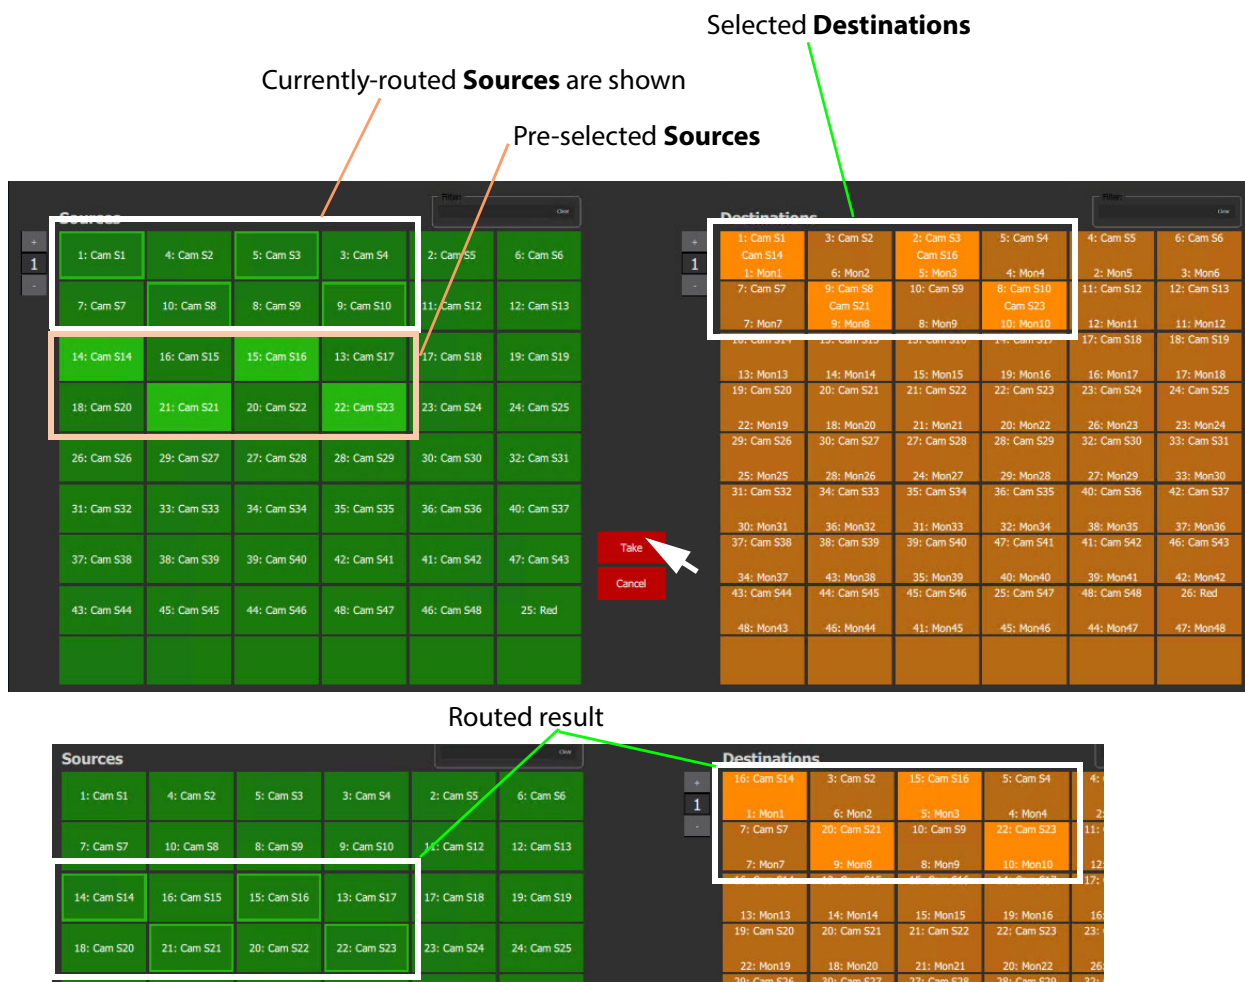 Selected Destinations
Currently-routed Sources are shown
Pre-selected Sources
Sources
Filter:
Clear
Destinations
Filter:
Clear
+
1
-
1: Cam S1
4: Cam S2
5: Cam S3
3: Cam S4
2: Cam S5
6: Cam S6
7: Cam S7
10: Cam S8
8: Cam S9
9: Cam S10
11: Cam S12
12: Cam S13
14: Cam S14
16: Cam S15
15: Cam S16
13: Cam S17
17: Cam S18
19: Cam S19
18: Cam S20
21: Cam S21
20: Cam S22
22: Cam S23
23: Cam S24
24: Cam S25
26: Cam S26
29: Cam S27
27: Cam S28
28: Cam S29
30: Cam S30
32: Cam S31
31: Cam S32
33: Cam S33
34: Cam S34
35: Cam S35
36: Cam S36
40: Cam S37
37: Cam S38
38: Cam S39
39: Cam S40
42: Cam S41
41: Cam S42
47: Cam S43
43: Cam S44
45: Cam S45
44: Cam S46
48: Cam S47
46: Cam S48
25: Red
Take
Cancel
+
1
-
1: Cam S1
Cam S14
1: Mon1
3: Cam S2
6: Mon2
2: Cam S3
Cam S16
5: Mon3
5: Cam S4
4: Mon4
4: Cam S5
2: Mon5
6: Cam S6
3: Mon6
7: Cam S7
7: Mon7
9: Cam S8
Cam S21
9: Mon8
10: Cam S9
8: Mon9
8: Cam S10
Cam S23
10: Mon10
11: Cam S12
12: Mon11
12: Cam S13
11: Mon12
13: Mon13
14: Mon14
15: Mon15
19: Mon16
17: Cam S18
16: Mon17
18: Cam S19
17: Mon18
19: Cam S20
22: Mon19
20: Cam S21
18: Mon20
21: Cam S22
21: Mon21
22: Cam S23
20: Mon22
23: Cam S24
26: Mon23
24: Cam S25
23: Mon24
29: Cam S26
25: Mon25
30: Cam S27
28: Mon26
27: Cam S28
24: Mon27
28: Cam S29
29: Mon28
32: Cam S30
27: Mon29
33: Cam S31
33: Mon30
31: Cam S32
30: Mon31
34: Cam S33
36: Mon32
35: Cam S34
31: Mon33
36: Cam S35
32: Mon34
40: Cam S36
38: Mon35
42: Cam S37
37: Mon36
37: Cam S38
34: Mon37
38: Cam S39
43: Mon38
39: Cam S40
35: Mon39
47: Cam S41
40: Mon40
41: Cam S42
39: Mon41
46: Cam S43
42: Mon42
43: Cam S44
48: Mon43
44: Cam S45
46: Mon44
45: Cam S46
41: Mon45
25: Cam S47
45: Mon46
48: Cam S48
44: Mon47
26: Red
47: Mon48
Routed result
Sources
Clear
Destinations
1: Cam S1
4: Cam S2
5: Cam S3
3: Cam S4
2: Cam S5
6: Cam S6
7: Cam S7
10: Cam S8
8: Cam S9
9: Cam S10
11: Cam S12
12: Cam S13
14: Cam S14
16: Cam S15
15: Cam S16
13: Cam S17
17: Cam S18
19: Cam S19
18: Cam S20
21: Cam S21
20: Cam S22
22: Cam S23
23: Cam S24
24: Cam S25
+
1
-
16: Cam S14
1: Mon1
3: Cam S2
6: Mon2
15: Cam S16
5: Mon3
5: Cam S4
4: Mon4
4:
2:
7: Cam S7
7: Mon7
20: Cam S21
9: Mon8
10: Cam S9
8: Mon9
22: Cam S23
10: Mon10
11:
12:
13: Mon13
14: Mon14
15: Mon15
19: Mon16
17:
16:
19: Cam S20
22: Mon19
20: Cam S21
18: Mon20
21: Cam S22
21: Mon21
22: Cam S23
20: Mon22
23:
26: